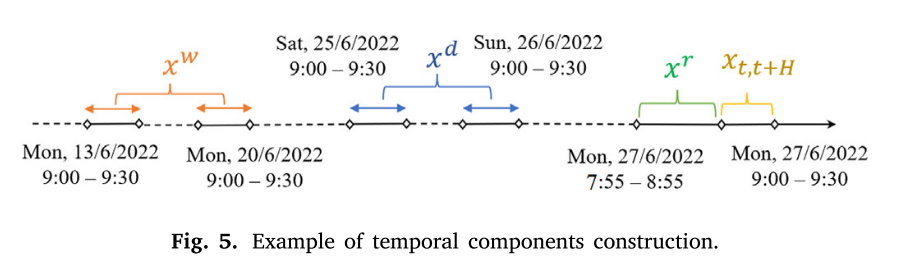 Sat, 25/6/2022
9:00 – 9:30
Sun, 26/6/2022
9:00 – 9:30
x^w
x^d
x^r
x_{t,t+H}
Mon, 13/6/2022
9:00 – 9:30
Mon, 20/6/2022
9:00 – 9:30
Mon, 27/6/2022
7:55 – 8:55
Mon, 27/6/2022
9:00 – 9:30
Fig. 5. Example of temporal components construction.